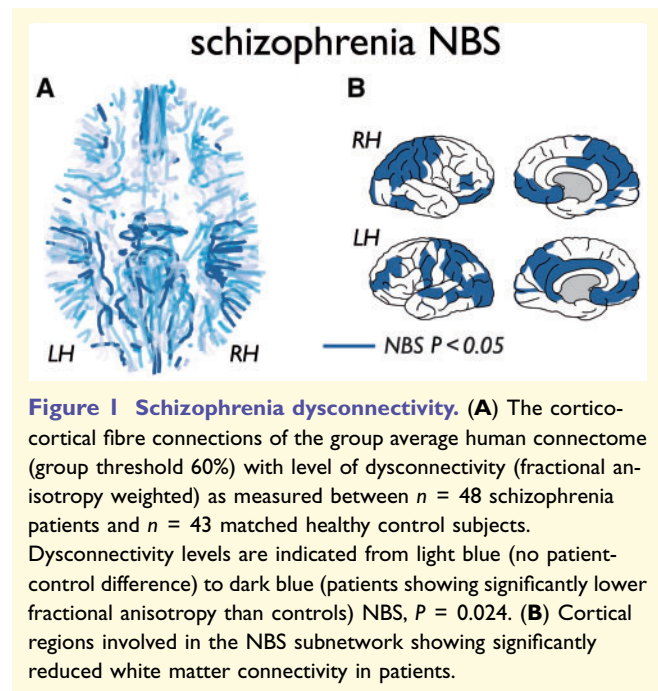 schizophrenia NBS
A
B
RH
LH
LH
RH
NBS P < 0.05
Figure 1 Schizophrenia dysconnectivity. (A) The cortico-
cortical fibre connections of the group average human connectome
(group threshold 60%) with level of dysconnectivity (fractional an-
isotropy weighted) as measured between n = 48 schizophrenia
patients and n = 43 matched healthy control subjects.
Dysconnectivity levels are indicated from light blue (no patient-
control difference) to dark blue (patients showing significantly lower
fractional anisotropy than controls) NBS, P = 0.024. (B) Cortical
regions involved in the NBS subnetwork showing significantly
reduced white matter connectivity in patients.